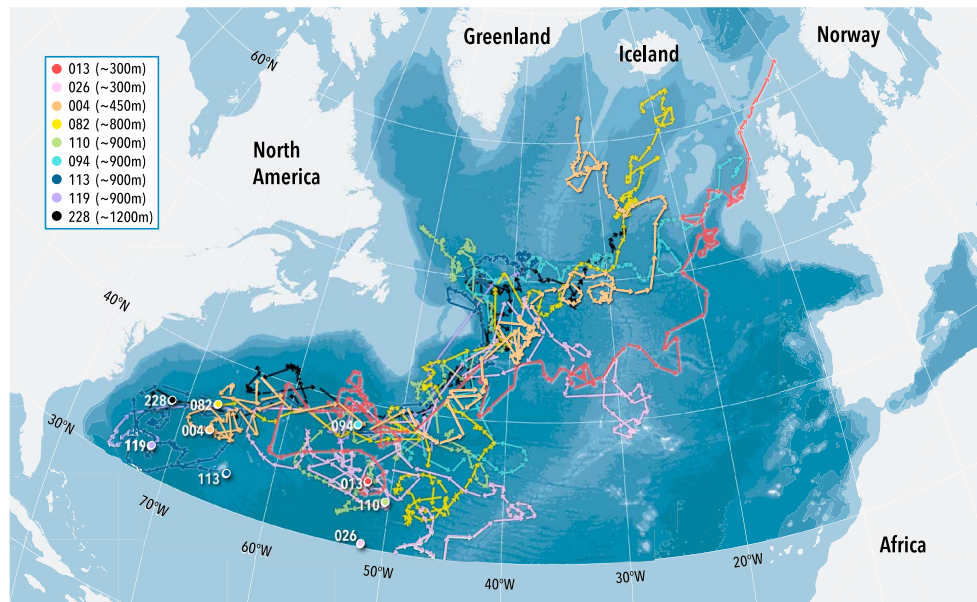 Greenland
Iceland
Norway
60°N
013 (~300m)
026 (~300m)
004 (~450m)
082 (~800m)
110 (~900m)
094 (~900m)
113 (~900m)
119 (~900m)
228 (~1200m)
North
America
40°N
30°N
228
082
004
094
119
113
013
110
026
70°W
60°W
50°W
40°W
30°W
20°W
Africa